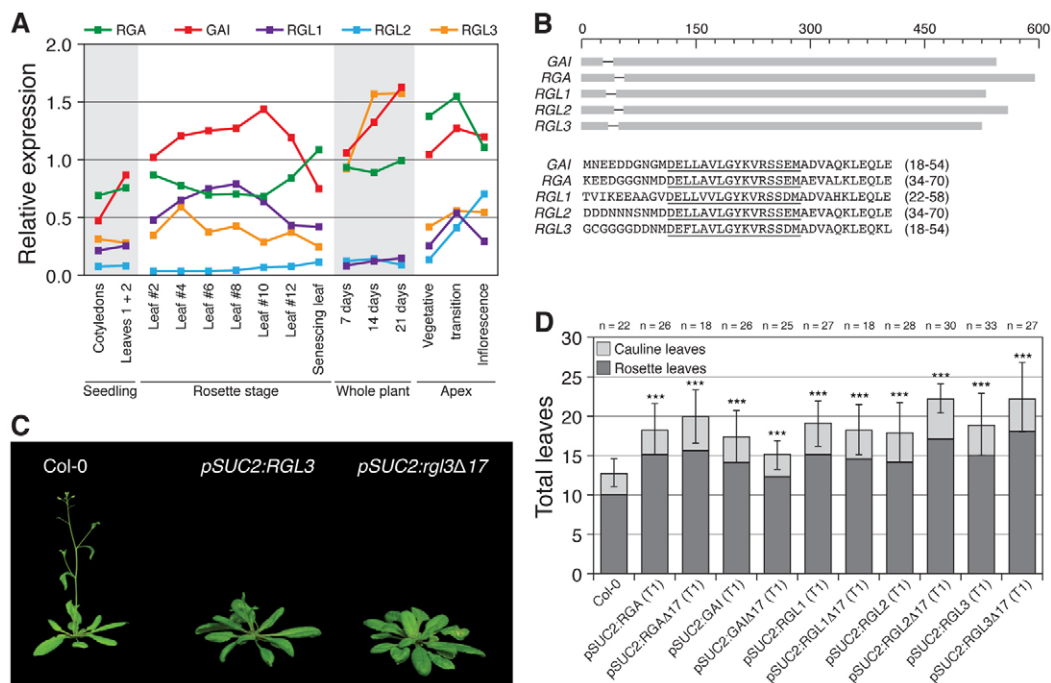 A
RGA GAI RGL1 RGL2 RGL3
Relative expression
2.0
1.5
1.0
0.5
0.0
Cotyledons
Leaves 1 + 2
Leaf #2
Leaf #4
Leaf #6
Leaf #8
Leaf #10
Leaf #12
Senescing leaf
7 days
14 days
21 days
Vegetative
transition
Inflorescence
Seedling
Rosette stage
Whole plant
Apex
B
0 150 300 450 600
GAI
RGA
RGL1
RGL2
RGL3
GAI MNEEDDGNGMDELLAVLGYKVRSSEMADVAQKLEQLE (18-54)
RGA KEEDGGGNMDDELLAVLGYKVRSSEMAEVALKLEQLE (34-70)
RGL1 TVIKEEAAGVDELLVVLGYKVRSSDMADVAHKLEQLE (22-58)
RGL2 DDDNNNSNMDDELLAVLGYKVRSSEMAEVAQKLEQLE (34-70)
RGL3 GCGGGGDDNMDEFLAVLGYKVRSSDMADVAQKLEQLK (18-54)
C
Col-0
pSUC2:RGL3
pSUC2:rgl3Δ17
D
n = 22 n = 26 n = 18 n = 26 n = 25 n = 27 n = 18 n = 28 n = 30 n = 33 n = 27
Cauline leaves
Rosette leaves
*** *** *** *** *** *** *** *** *** ***
Total leaves
30
25
20
15
10
5
0
Col-0
pSUC2:RGA (T1)
pSUC2:RGAΔ17 (T1)
pSUC2:GAI (T1)
pSUC2:GAIΔ17 (T1)
pSUC2:RGL1 (T1)
pSUC2:RGL1Δ17 (T1)
pSUC2:RGL2 (T1)
pSUC2:RGL2Δ17 (T1)
pSUC2:RGL3 (T1)
pSUC2:RGL3Δ17 (T1)